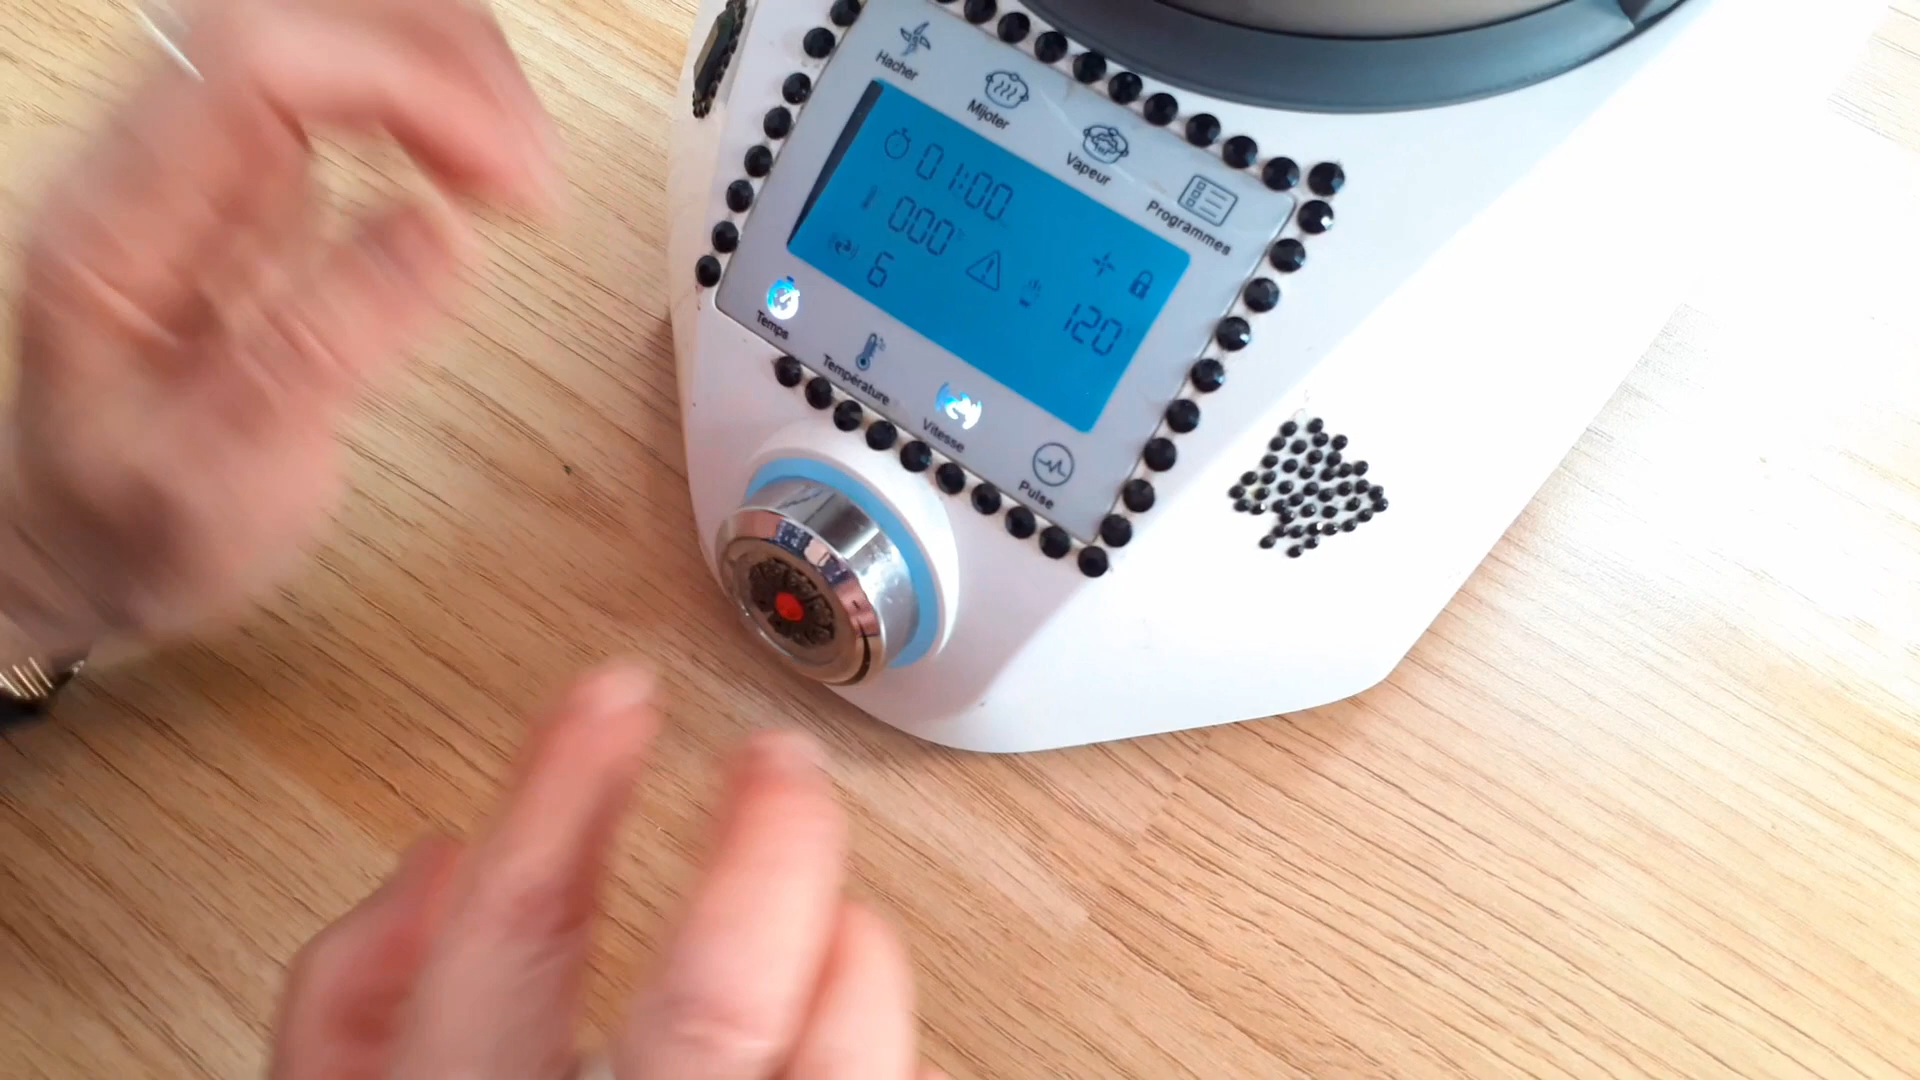 Hacher
Mijoter
Vapeur
Programmes
01:00
000°
6
120°
Temps
Température
Vitesse
Pulse